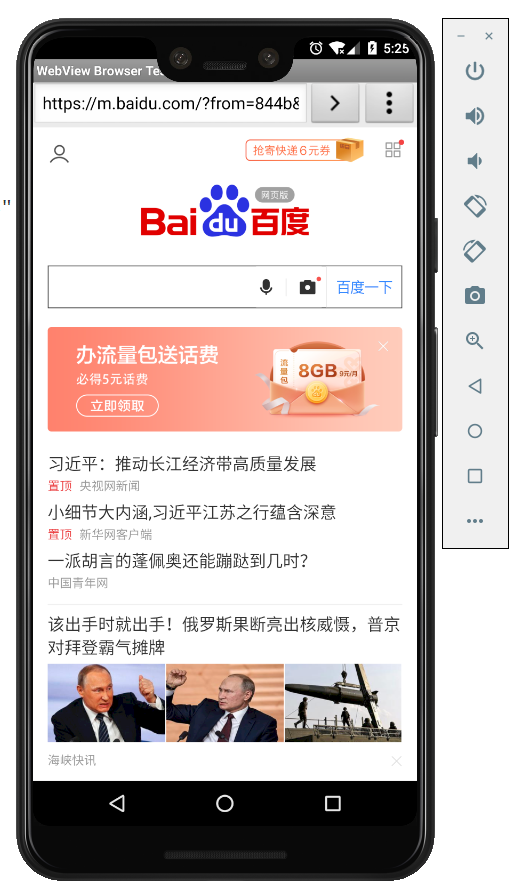 "
5:25
WebView Browser Te
https://m.baidu.com/?from=844b&
抢寄快递6元券
网页版
Bai du 百度
百度一下
办流量包送话费
必得5元话费
立即领取
流量包
8GB 9元/月
习近平：推动长江经济带高质量发展
置顶 央视网新闻
小细节大内涵,习近平江苏之行蕴含深意
置顶 新华网客户端
一派胡言的蓬佩奥还能蹦跶到几时？
中国青年网
该出手时就出手！俄罗斯果断亮出核威慑，普京
对拜登霸气摊牌
海峡快讯